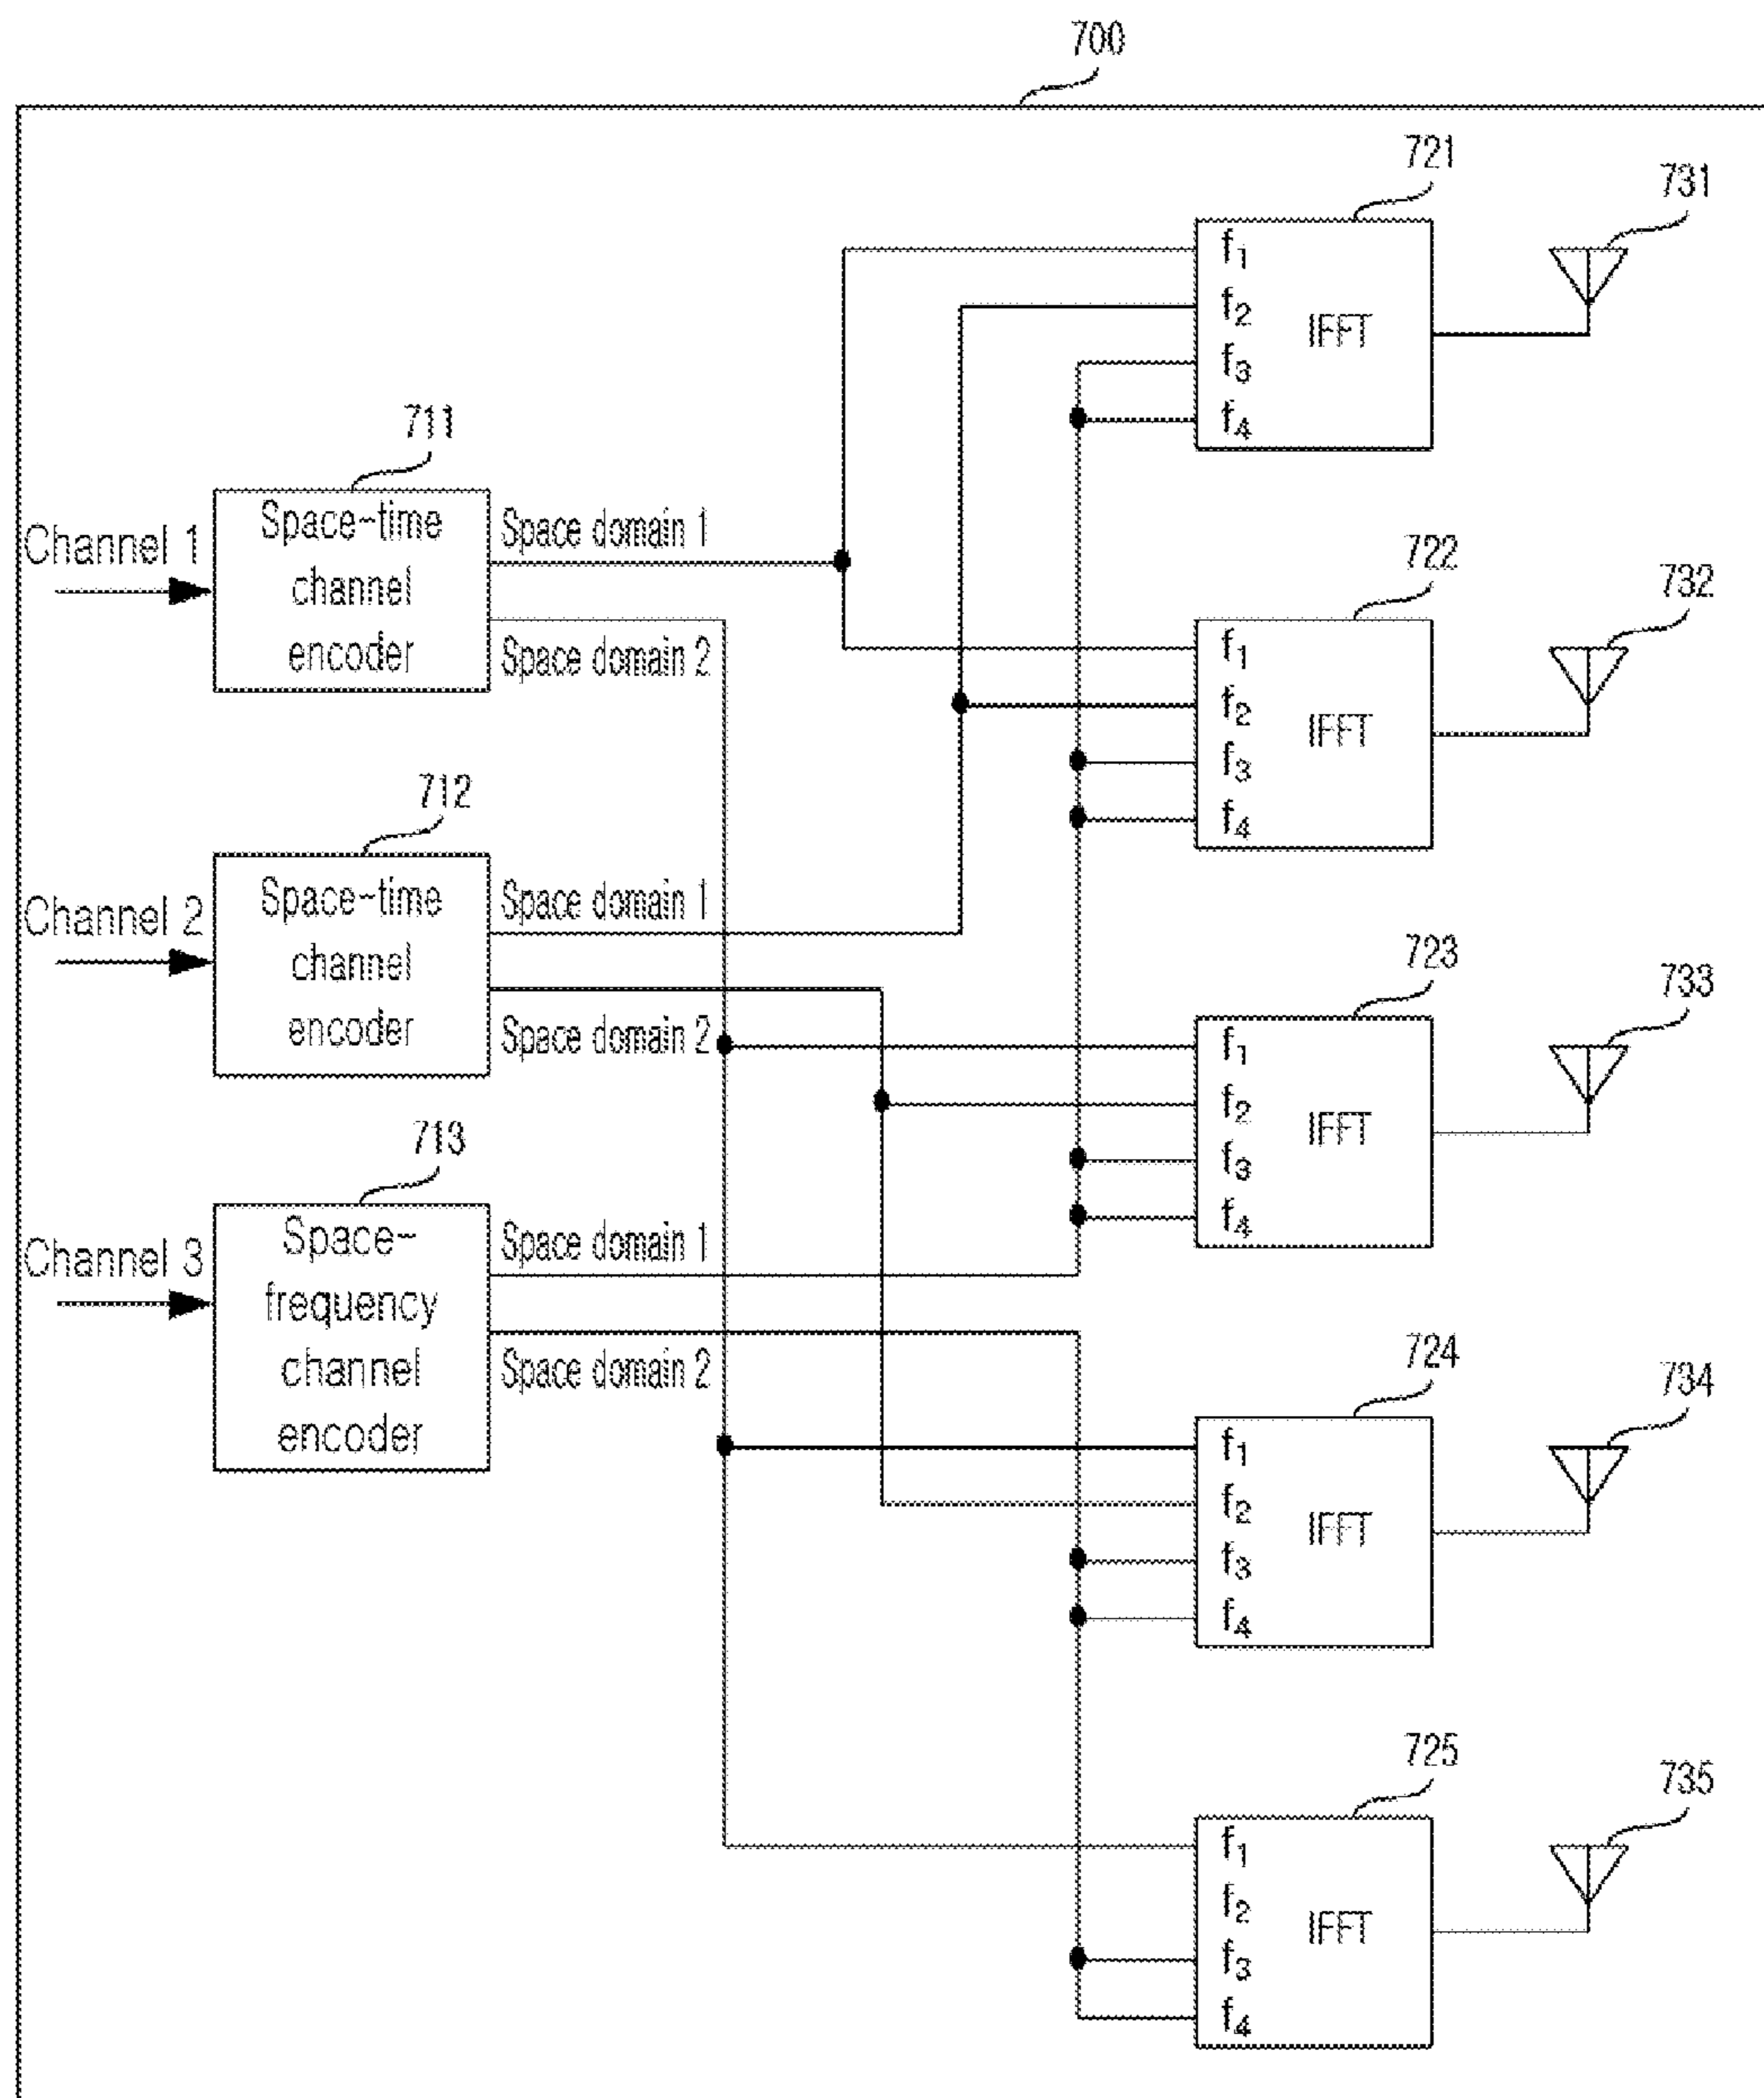 700
721
731
f1
f2
IFFT
f3
f4
711
Space-time
channel
encoder
Channel 1
Space domain 1
Space domain 2
722
732
f1
f2
IFFT
f3
f4
712
Space-time
channel
encoder
Channel 2
Space domain 1
Space domain 2
723
733
f1
f2
IFFT
f3
f4
713
Space-
frequency
channel
encoder
Channel 3
Space domain 1
Space domain 2
724
734
f1
f2
IFFT
f3
f4
725
735
f1
f2
IFFT
f3
f4